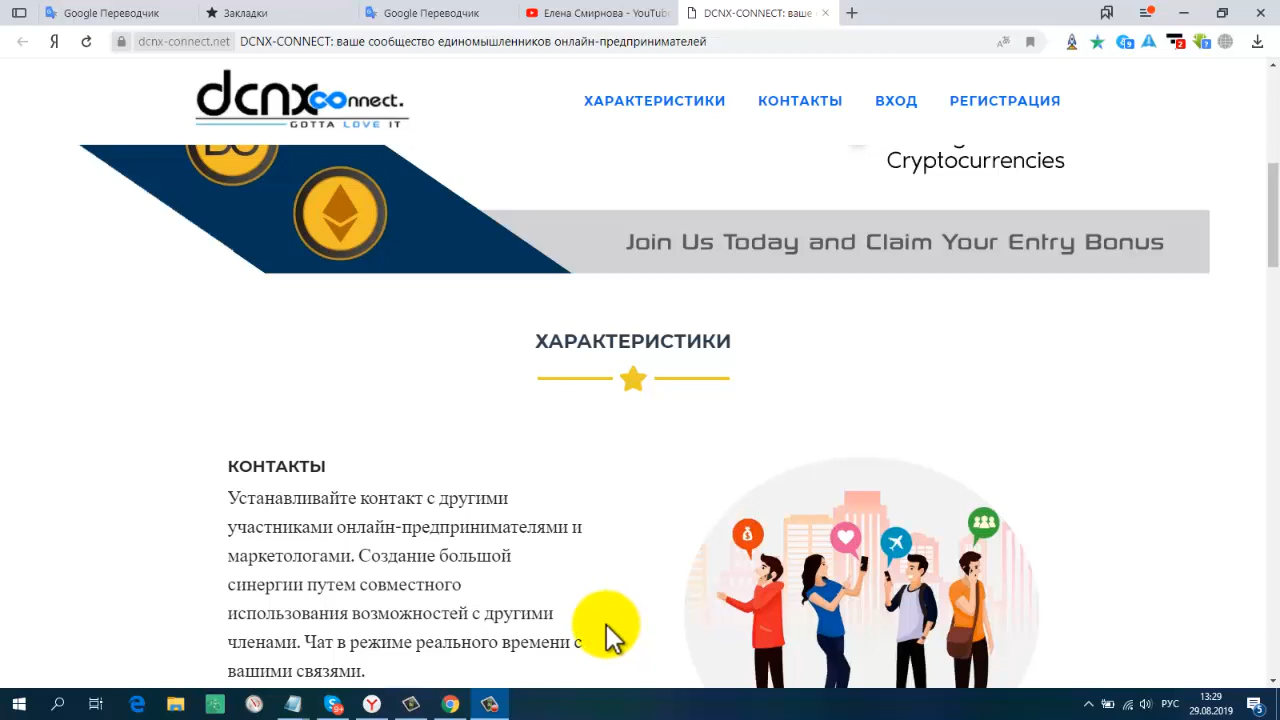 Google Переводчик
Закладки
Google Переводчик
Елена Смирнова - YouTube
DCNX-CONNECT: ваше
dcnx-connect.net DCNX-CONNECT: ваше сообщество единомышленников онлайн-предпринимателей
dcnxconnect.
GOTTA LOVE IT
ХАРАКТЕРИСТИКИ КОНТАКТЫ ВХОД РЕГИСТРАЦИЯ
Cryptocurrencies
Join Us Today and Claim Your Entry Bonus
ХАРАКТЕРИСТИКИ
КОНТАКТЫ
Устанавливайте контакт с другими
участниками онлайн-предпринимателями и
маркетологами. Создание большой
синергии путем совместного
использования возможностей с другими
членами. Чат в режиме реального времени с
вашими связями.
РУС
13:29
29.08.2019